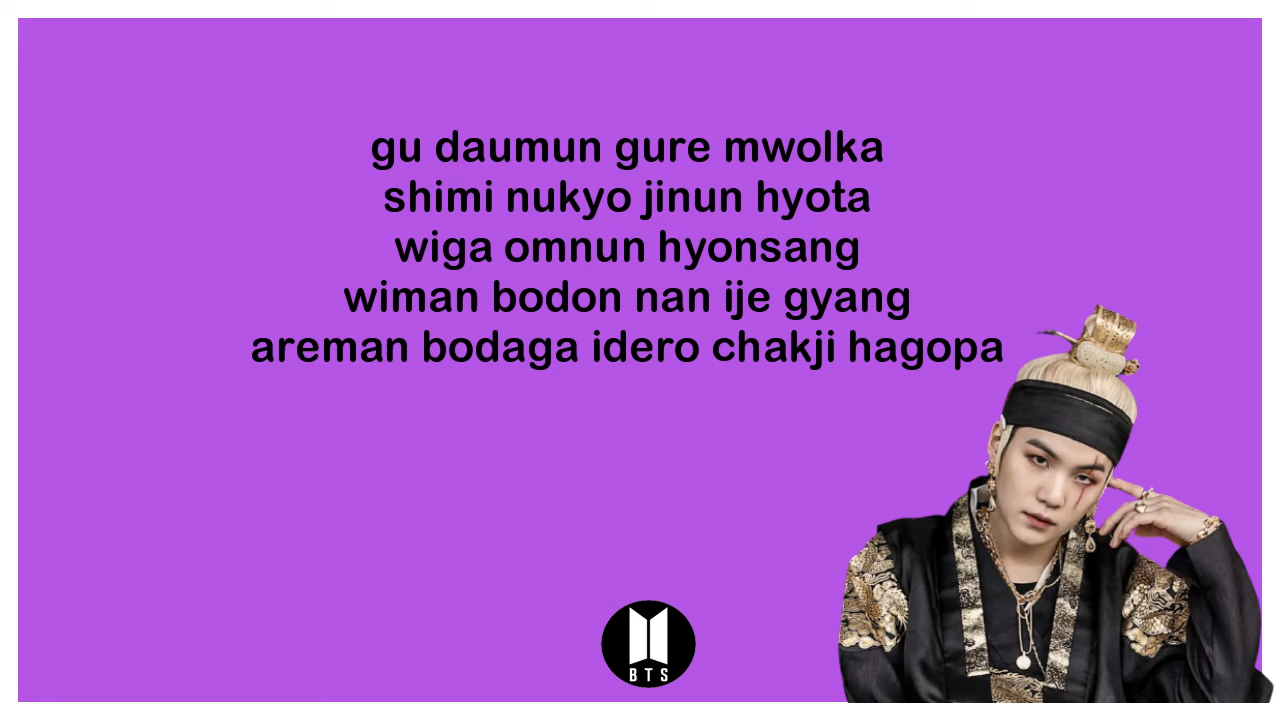 gu daumun gure mwolka
shimi nukyo jinun hyota
wiga omnun hyonsang
wiman bodon nan ije gyang
areman bodaga idero chakji hagopa
BTS